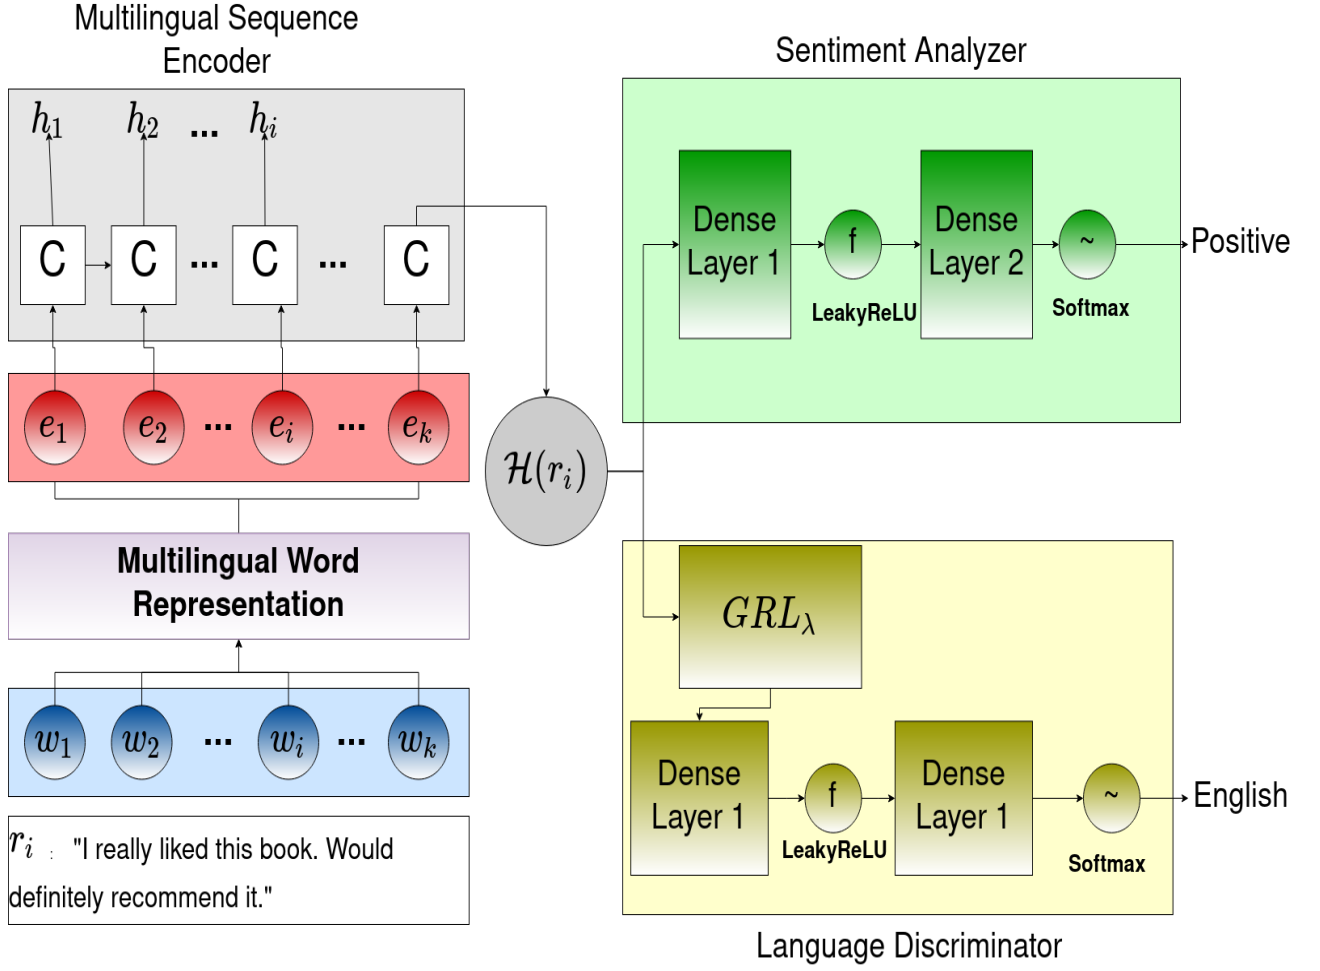 Multilingual Sequence
Encoder
h1 h2 ... hi
C C ... C ... C
e1 e2 ... ei ... ek
Multilingual Word
Representation
w1 w2 ... wi ... wk
ri : "I really liked this book. Would
definitely recommend it."
H(ri)
Sentiment Analyzer
Dense
Layer 1
f
LeakyReLU
Dense
Layer 2
~
Softmax
Positive
GRLλ
Dense
Layer 1
f
LeakyReLU
Dense
Layer 1
~
Softmax
English
Language Discriminator